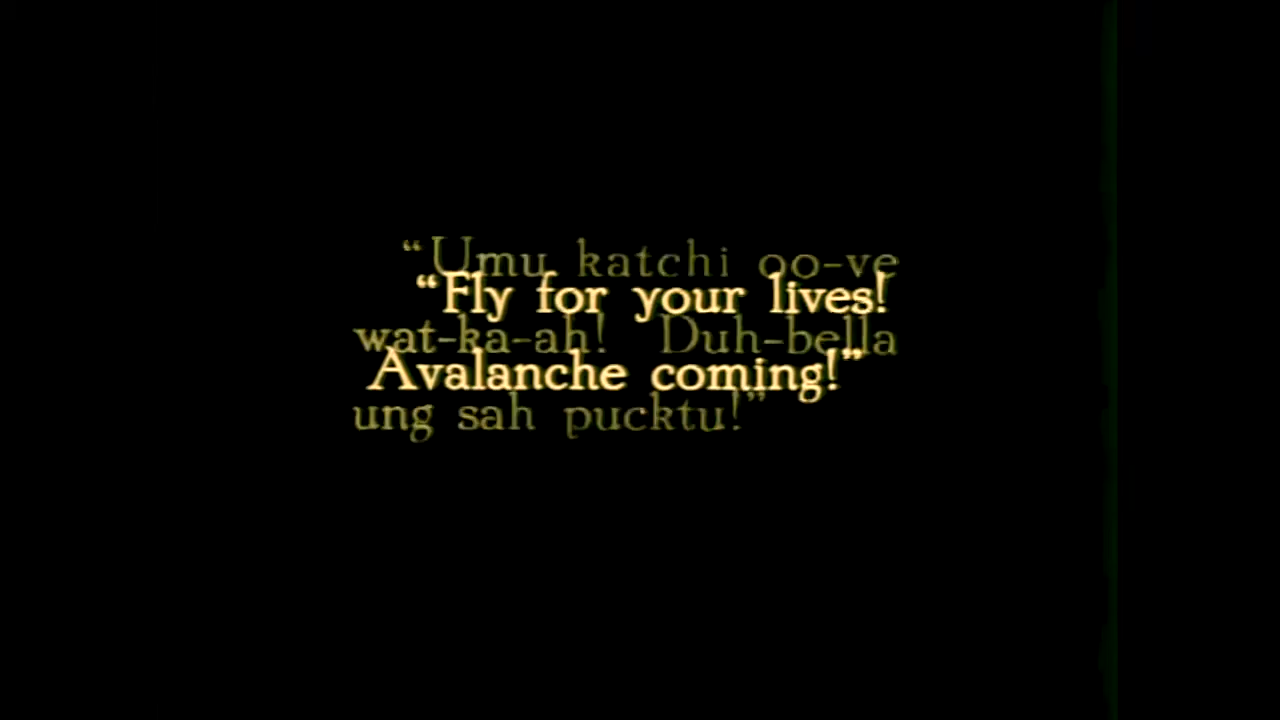 “Umu katchi oo-ve
“Fly for your lives!
wat-ka-ah! Duh-bella
Avalanche coming!”
ung sah pucktu!”